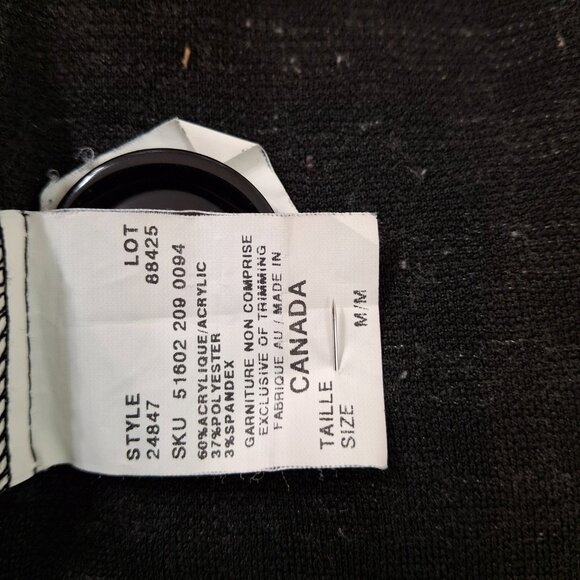 STYLE LOT
24847 88425
SKU 51602 209 0094
60%ACRYLIQUE/ACRYLIC
37%POLYESTER
3%SPANDEX
GARNITURE NON COMPRISE
EXCLUSIVE OF TRIMMING
FABRIQUE AU / MADE IN
CANADA
TAILLE
SIZE M/M